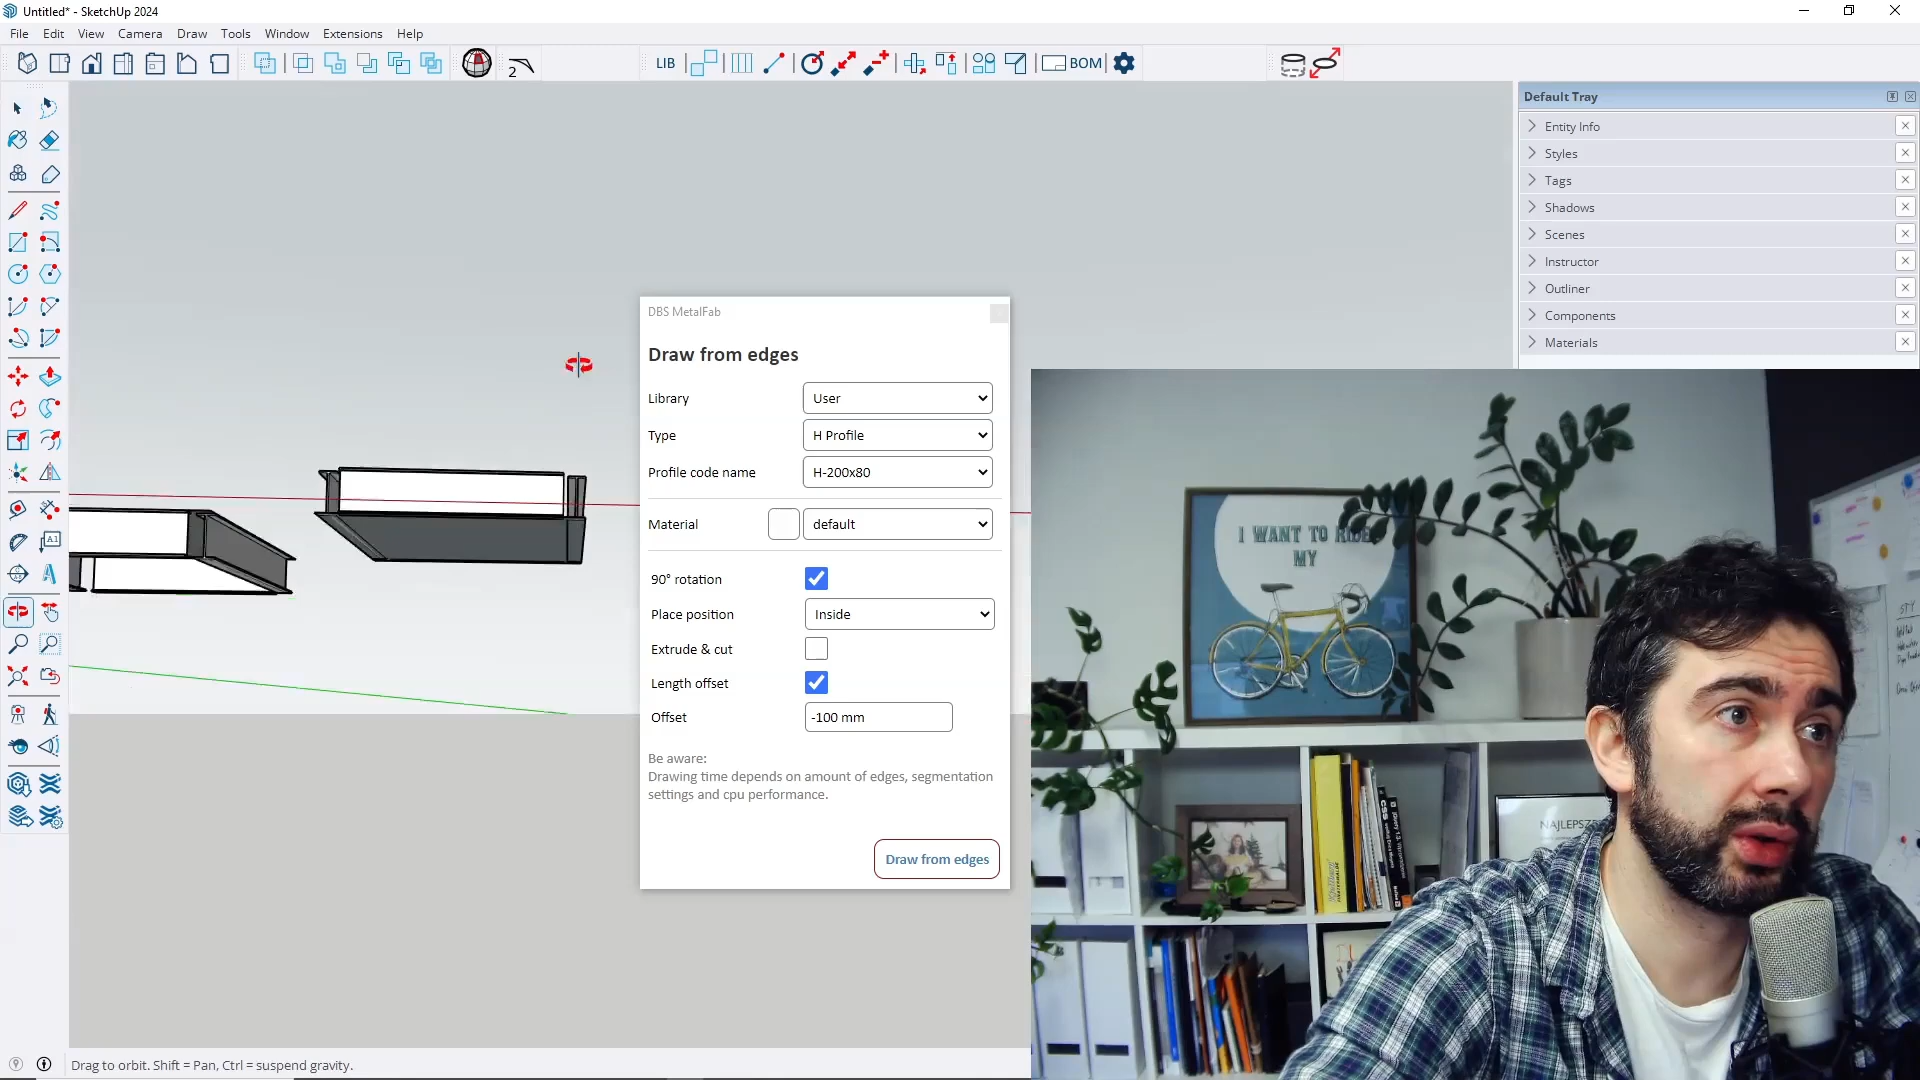 Untitled* - SketchUp 2024
File Edit View Camera Draw Tools Window Extensions Help
2
LIB
BOM
Default Tray
Entity Info
Styles
Tags
Shadows
Scenes
Instructor
Outliner
Components
Materials
DBS MetalFab
Draw from edges
Library User
Type H Profile
Profile code name H-200x80
Material default
90° rotation
Place position Inside
Extrude & cut
Length offset
Offset -100 mm
Be aware:
Drawing time depends on amount of edges, segmentation
settings and cpu performance.
Draw from edges
I WANT TO RIDE
MY
CSS
NAJLEPSZE
Drag to orbit. Shift = Pan, Ctrl = suspend gravity.